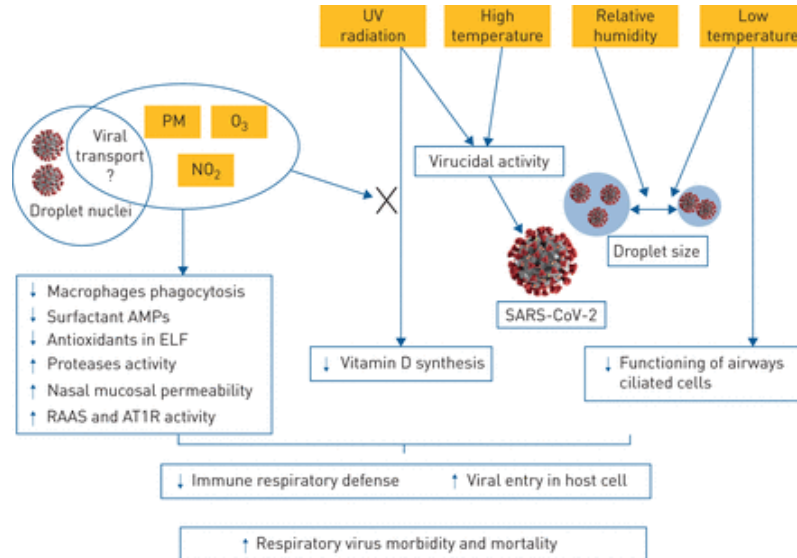 UV
radiation
High
temperature
Relative
humidity
Low
temperature
PM
O3
NO2
Viral
transport
?
Droplet nuclei
Virucidal activity
Droplet size
SARS-CoV-2
↓ Macrophages phagocytosis
↓ Surfactant AMPs
↓ Antioxidants in ELF
↑ Proteases activity
↑ Nasal mucosal permeability
↑ RAAS and AT1R activity
↓ Vitamin D synthesis
↓ Functioning of airways
ciliated cells
↓ Immune respiratory defense ↑ Viral entry in host cell
↑ Respiratory virus morbidity and mortality